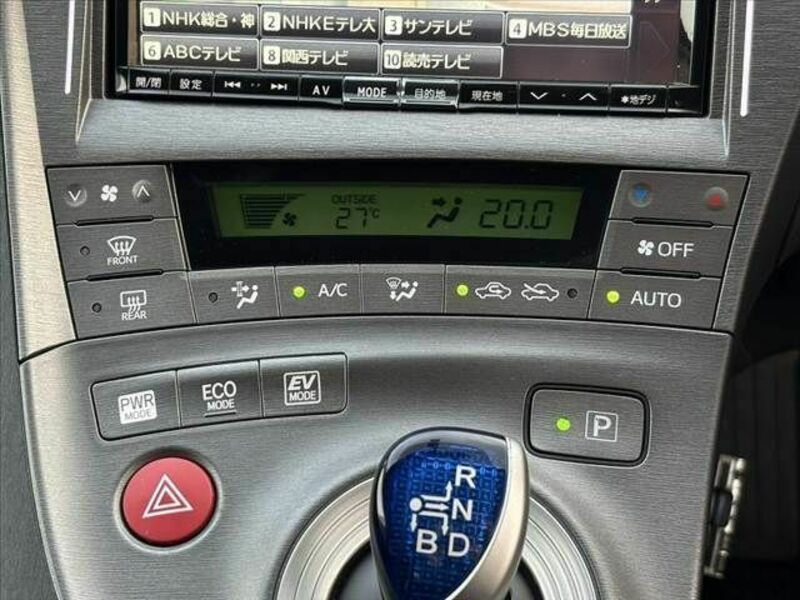 1 NHK総合・神 2 NHKEテレ大 3 サンテレビ 4 MBS毎日放送
6 ABCテレビ 8 関西テレビ 10 読売テレビ
開/閉 設定 AV MODE 目的地 現在地 *地デジ
OUTSIDE
27°C 20.0
FRONT OFF
REAR A/C AUTO
PWR MODE ECO MODE EV MODE
P
R
N
B D